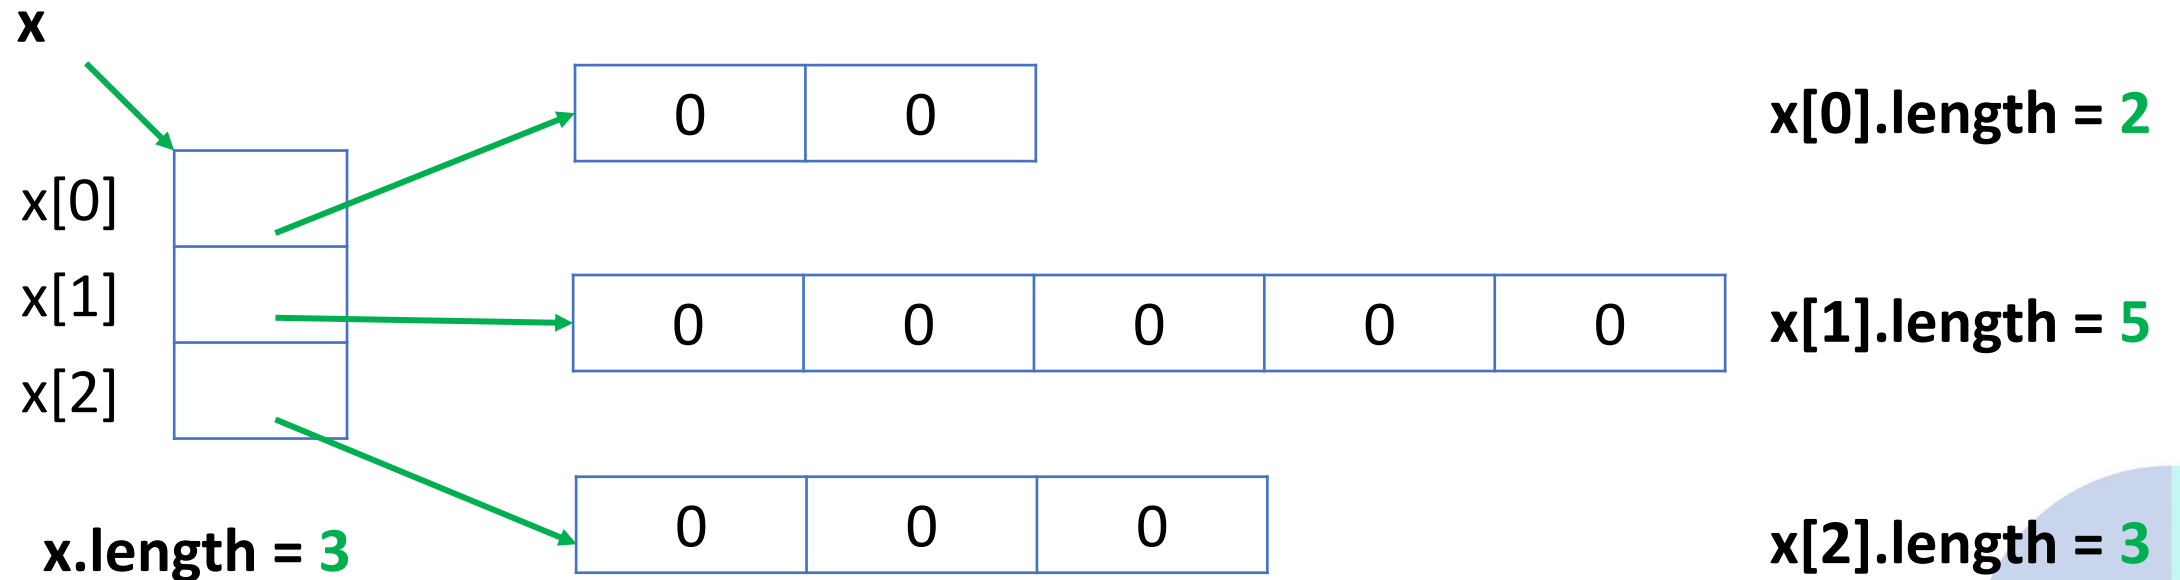 x
0 0 x[0].length = 2
x[0]
x[1] 0 0 0 0 0 x[1].length = 5
x[2]
x.length = 3 0 0 0 x[2].length = 3